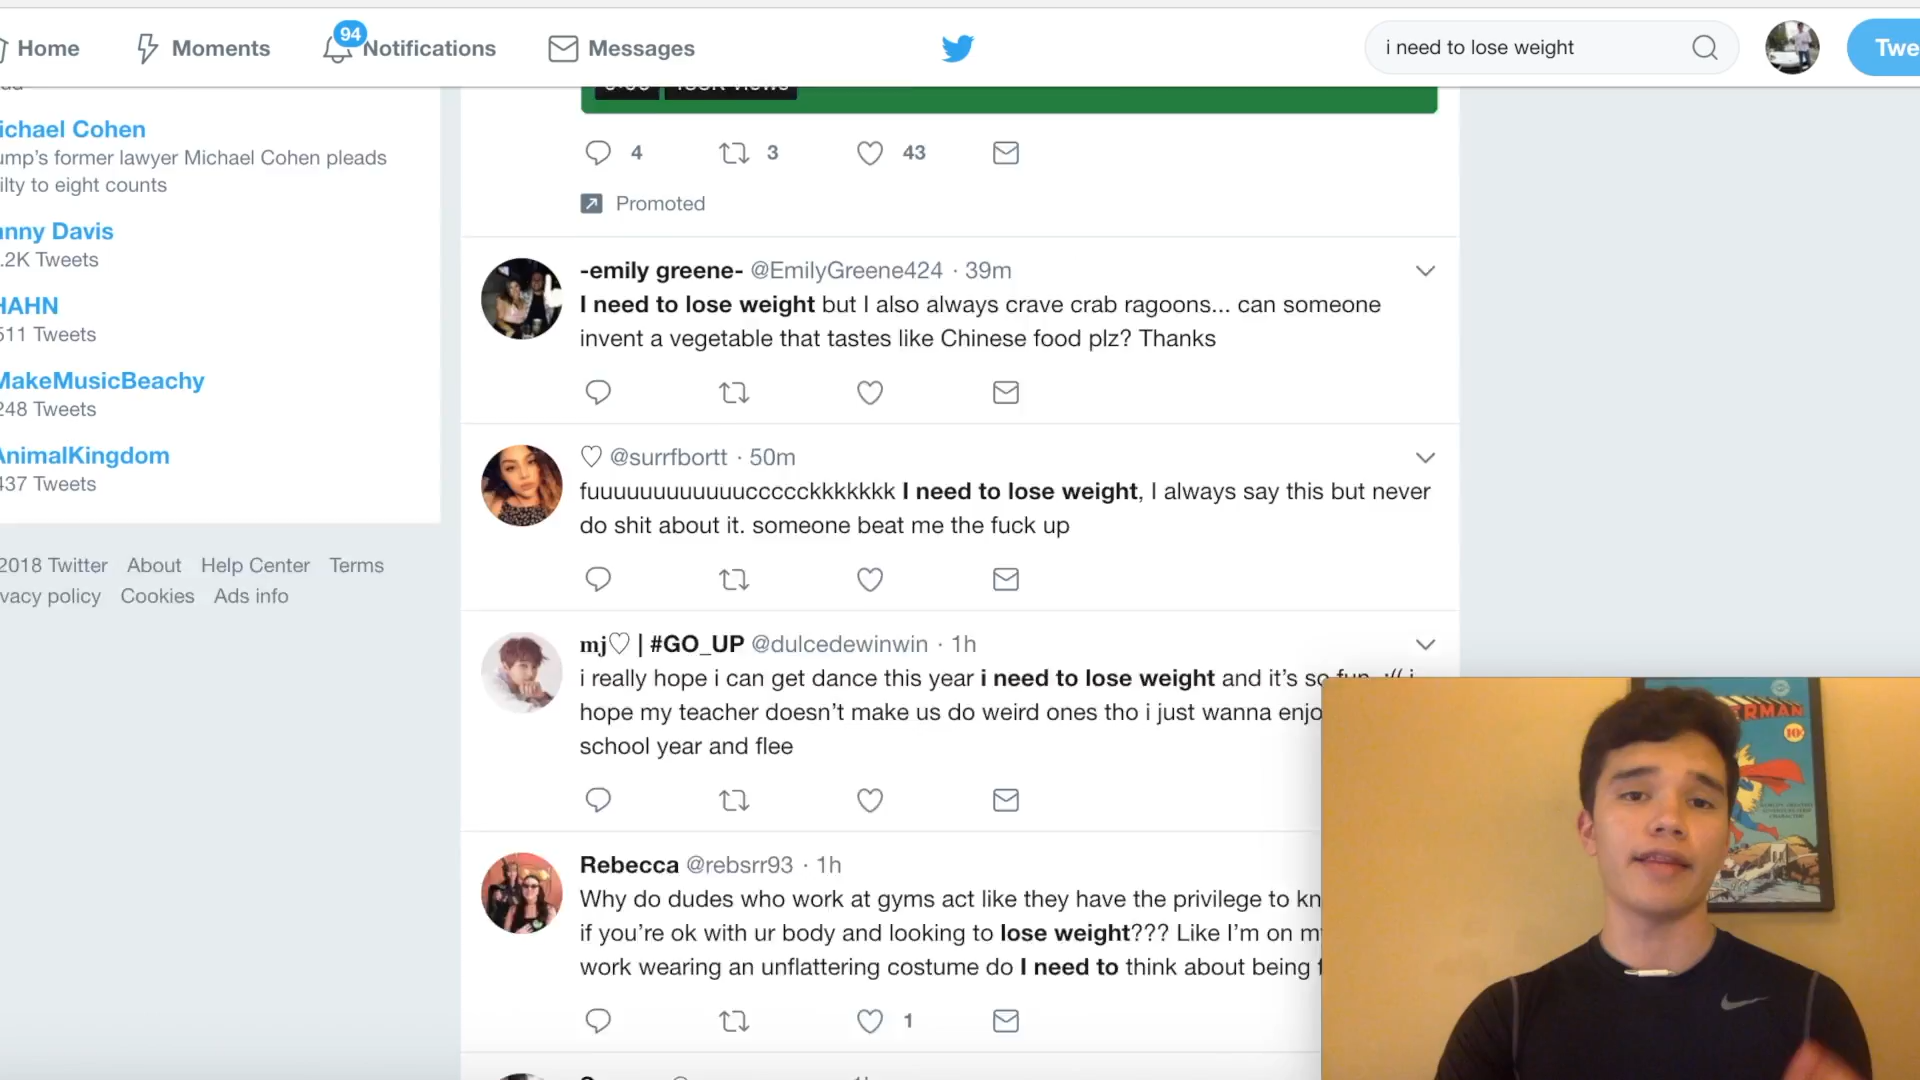 Home
Moments
94
Notifications
Messages
i need to lose weight
Twe
ichael Cohen
ump's former lawyer Michael Cohen pleads
ilty to eight counts
anny Davis
.2K Tweets
HAHN
511 Tweets
MakeMusicBeachy
248 Tweets
AnimalKingdom
437 Tweets
2018 Twitter About Help Center Terms
vacy policy Cookies Ads info
4 3 43
Promoted
-emily greene- @EmilyGreene424 · 39m
I need to lose weight but I also always crave crab ragoons... can someone
invent a vegetable that tastes like Chinese food plz? Thanks
♡ @surrfbortt · 50m
fuuuuuuuuuuuucccccckkkkkkk I need to lose weight, I always say this but never
do shit about it. someone beat me the fuck up
mj♡ | #GO_UP @dulcedewinwin · 1h
i really hope i can get dance this year i need to lose weight and it's so fun :(( i
hope my teacher doesn't make us do weird ones tho i just wanna enjo
school year and flee
Rebecca @rebsrr93 · 1h
Why do dudes who work at gyms act like they have the privilege to kn
if you're ok with ur body and looking to lose weight??? Like I'm on m
work wearing an unflattering costume do I need to think about being f
1
ERMAN
10¢